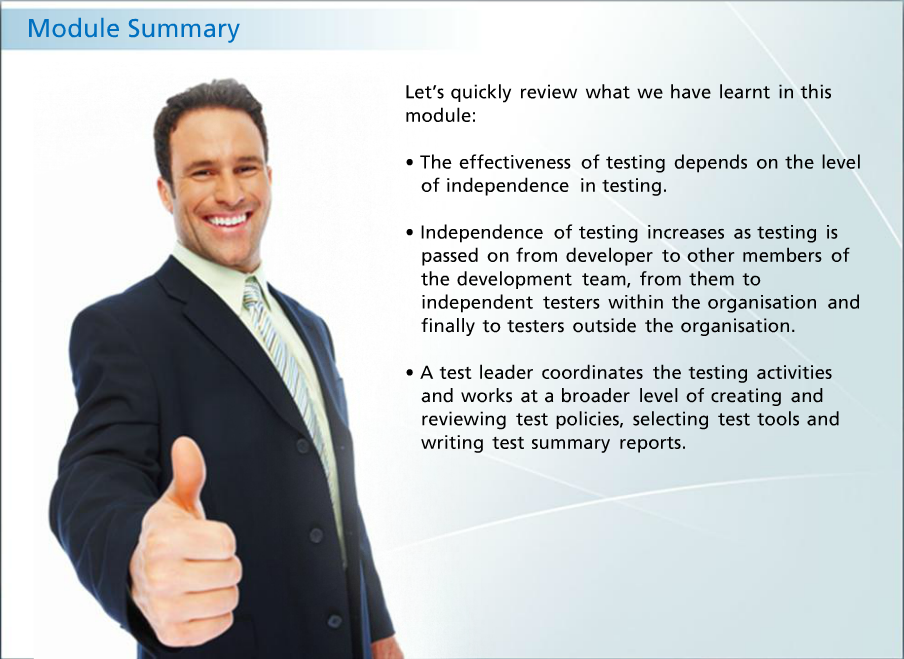 Module Summary
Let's quickly review what we have learnt in this
module:
• The effectiveness of testing depends on the level
of independence in testing.
• Independence of testing increases as testing is
passed on from developer to other members of
the development team, from them to
independent testers within the organisation and
finally to testers outside the organisation.
• A test leader coordinates the testing activities
and works at a broader level of creating and
reviewing test policies, selecting test tools and
writing test summary reports.